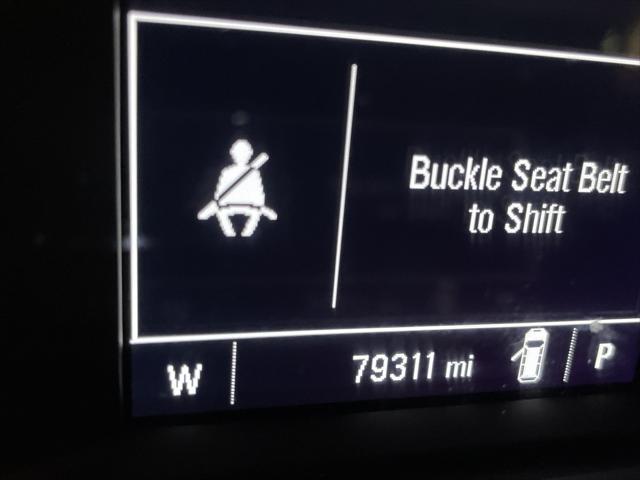 Buckle Seat Belt
to Shift
W 79311 mi P